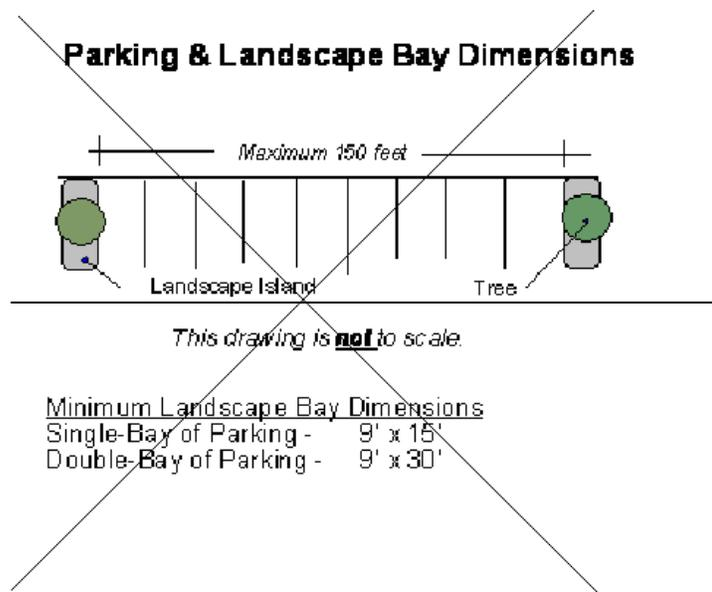 Parking & Landscape Bay Dimensions
Maximum 150 feet
Landscape Island
Tree
This drawing is not to scale.
Minimum Landscape Bay Dimensions
Single-Bay of Parking - 9' x 15'
Double-Bay of Parking - 9' x 30'